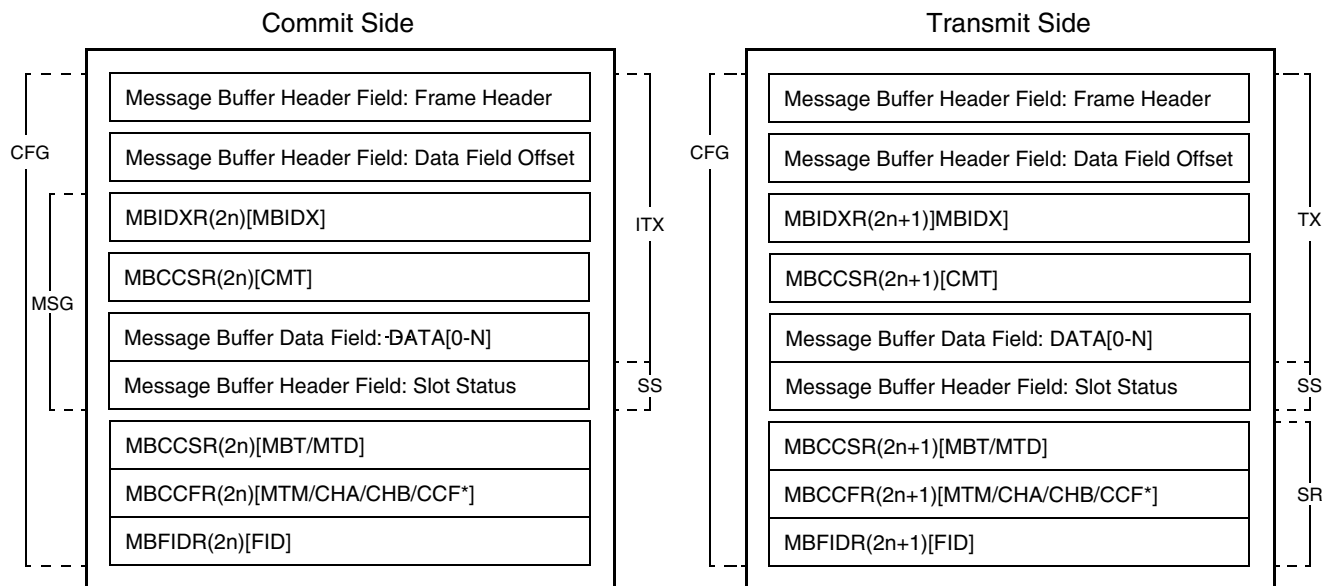 Commit Side
CFG
MSG
Message Buffer Header Field: Frame Header
Message Buffer Header Field: Data Field Offset
MBIDXR(2n)[MBIDX]
MBCCSR(2n)[CMT]
Message Buffer Data Field: DATA[0-N]
Message Buffer Header Field: Slot Status
MBCCSR(2n)[MBT/MTD]
MBCCFR(2n)[MTM/CHA/CHB/CCF*]
MBFIDR(2n)[FID]
ITX
SS
Transmit Side
CFG
Message Buffer Header Field: Frame Header
Message Buffer Header Field: Data Field Offset
MBIDXR(2n+1)]MBIDX]
MBCCSR(2n+1)[CMT]
Message Buffer Data Field: DATA[0-N]
Message Buffer Header Field: Slot Status
MBCCSR(2n+1)[MBT/MTD]
MBCCFR(2n+1)[MTM/CHA/CHB/CCF*]
MBFIDR(2n+1)[FID]
TX
SS
SR